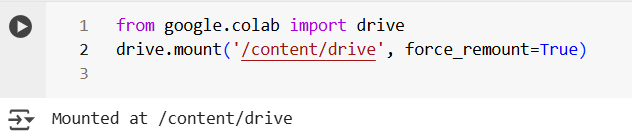 1 from google.colab import drive
2 drive.mount('/content/drive', force_remount=True)
3
Mounted at /content/drive